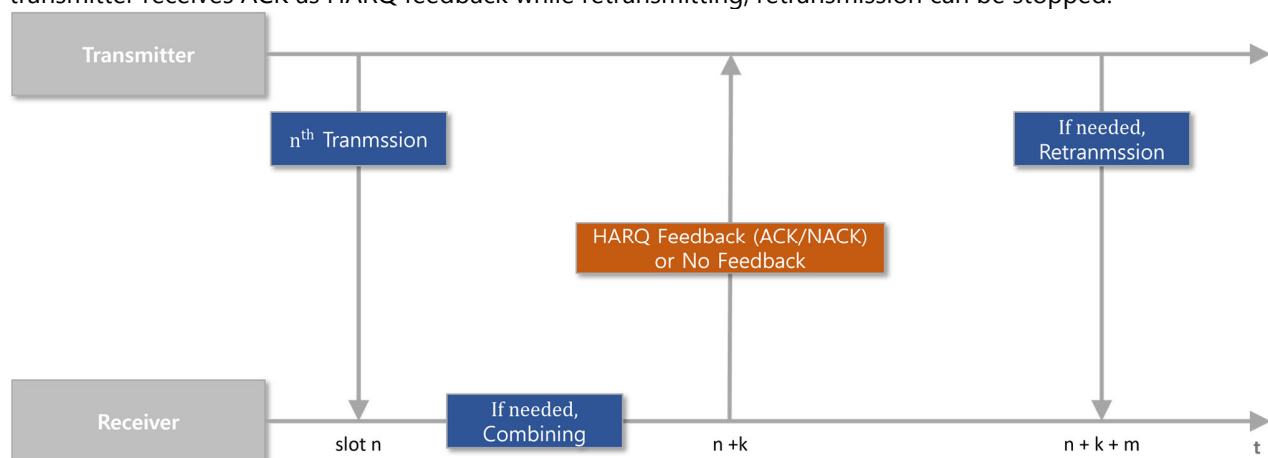 transmitter receives ACK as HARQ feedback while retransmitting, retransmission can be stopped.
Transmitter
nth Tranmssion
If needed,
Retranmssion
HARQ Feedback (ACK/NACK)
or No Feedback
Receiver
If needed,
Combining
slot n
n +k
n + k + m
t